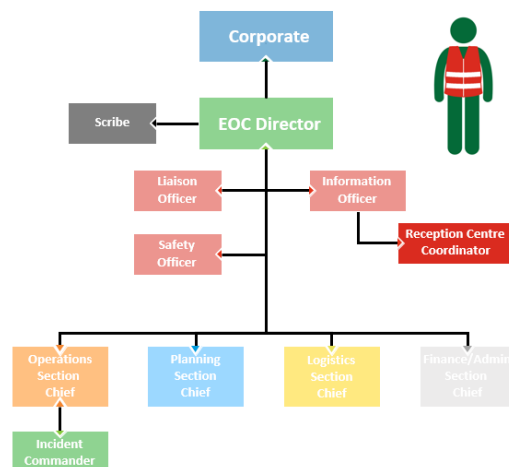 Corporate
Scribe
EOC Director
Liaison
Officer
Information
Officer
Safety
Officer
Reception Centre
Coordinator
Operations
Section
Chief
Planning
Section
Chief
Logistics
Section
Chief
Finance/Admin
Section
Chief
Incident
Commander